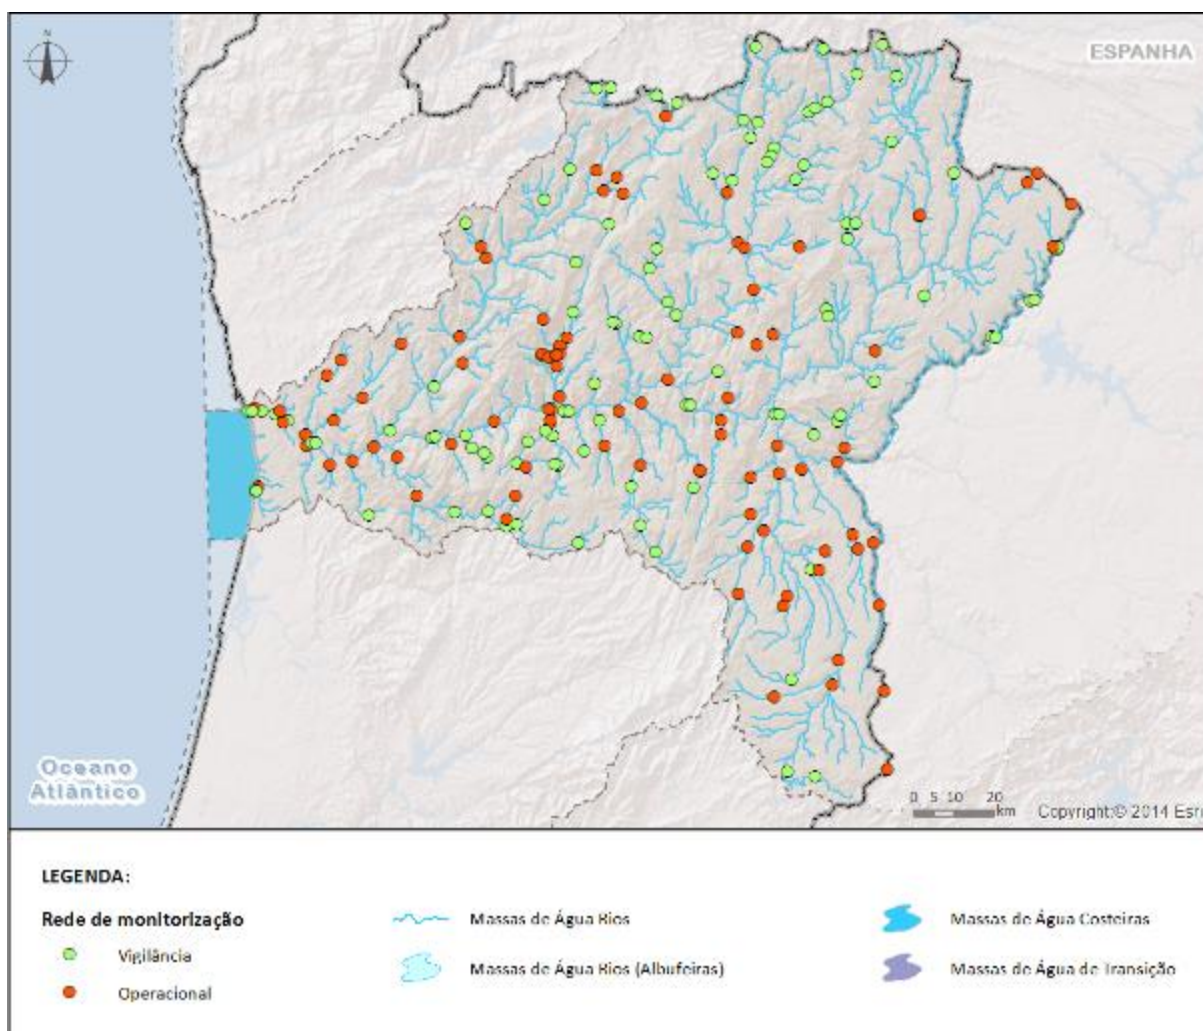 N
ESPANHA
Oceano
Atlântico
0 5 10 20
km
Copyright:© 2014 Esri
LEGENDA:
Rede de monitorização
Vigilância
Operacional
Massas de Água Rios
Massas de Água Rios (Albufeiras)
Massas de Água Costeiras
Massas de Água de Transição